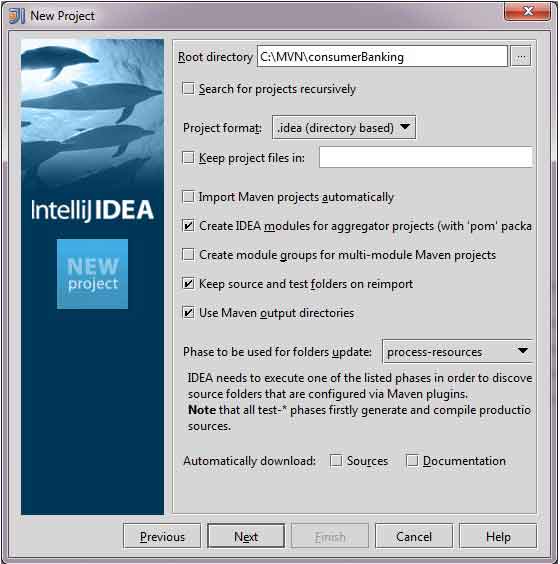 New Project
Root directory C:\MVN\consumerBanking ...
Search for projects recursively
Project format: .idea (directory based)
Keep project files in:
Import Maven projects automatically
IntelliJIDEA
Create IDEA modules for aggregator projects (with 'pom' packa
NEW
project
Create module groups for multi-module Maven projects
Keep source and test folders on reimport
Use Maven output directories
Phase to be used for folders update: process-resources
IDEA needs to execute one of the listed phases in order to discove
source folders that are configured via Maven plugins.
Note that all test-* phases firstly generate and compile productio
sources.
Automatically download: Sources Documentation
Previous Next Finish Cancel Help